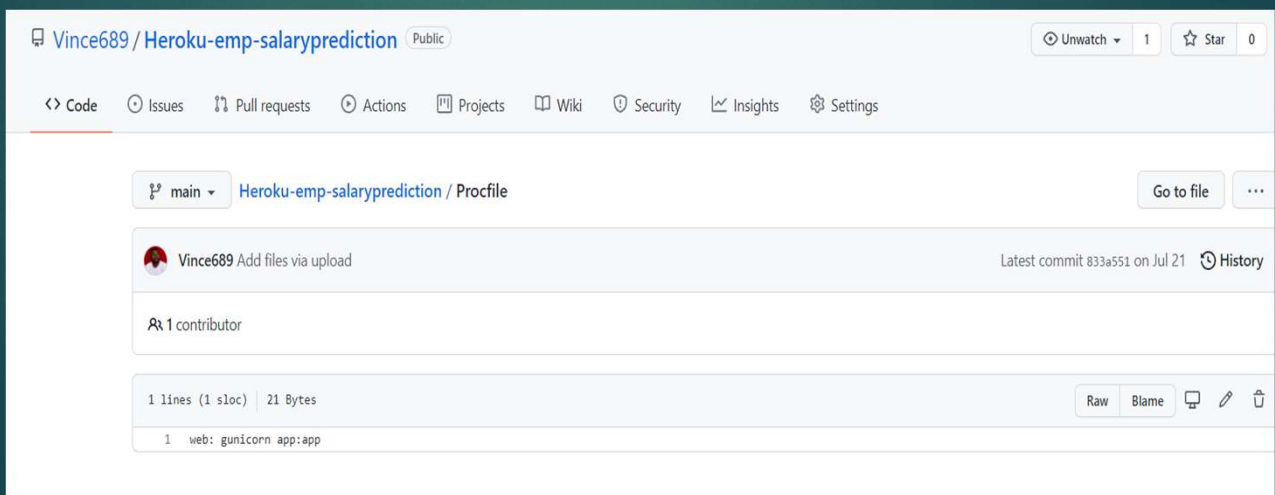 Vince689 / Heroku-emp-salaryprediction Public Unwatch 1 Star 0
Code Issues Pull requests Actions Projects Wiki Security Insights Settings
main Heroku-emp-salaryprediction / Procfile Go to file ...
Vince689 Add files via upload Latest commit 833a551 on Jul 21 History
1 contributor
1 lines (1 sloc) 21 Bytes Raw Blame
1 web: gunicorn app:app